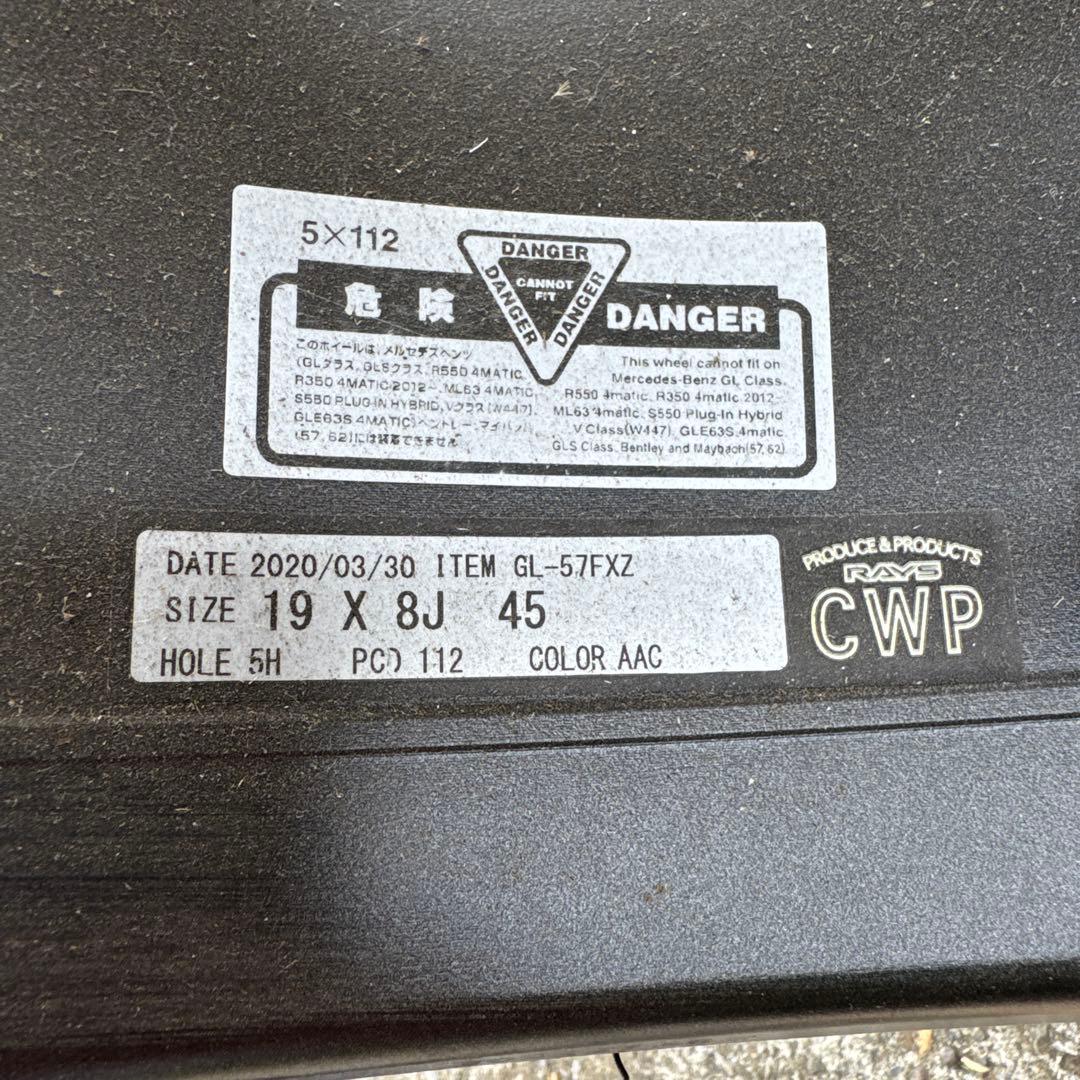 5×112
DANGER
DANGER
DANGER
CANNOT
FIT
危険
DANGER
このホイールは、メルセデスベンツ
(GLクラス, GLSクラス, R550 4MATIC,
R350 4MATIC 2012~, ML63 4MATIC,
S550 PLUG-IN HYBRID, Vクラス(W447),
GLE63S 4MATIC)ベントレー、マイバッハ
(57, 62)には装着できません
This wheel cannot fit on
Mercedes-Benz GL Class,
R550 4matic, R350 4matic 2012-
ML63 4matic, S550 Plug-In Hybrid
V Class(W447), GLE63S 4matic
GLS Class, Bentley and Maybach(57, 62)
DATE 2020/03/30 ITEM GL-57FXZ
SIZE 19 X 8J 45
HOLE 5H PCD 112 COLOR AAC
PRODUCE & PRODUCTS
RAYS
CWP